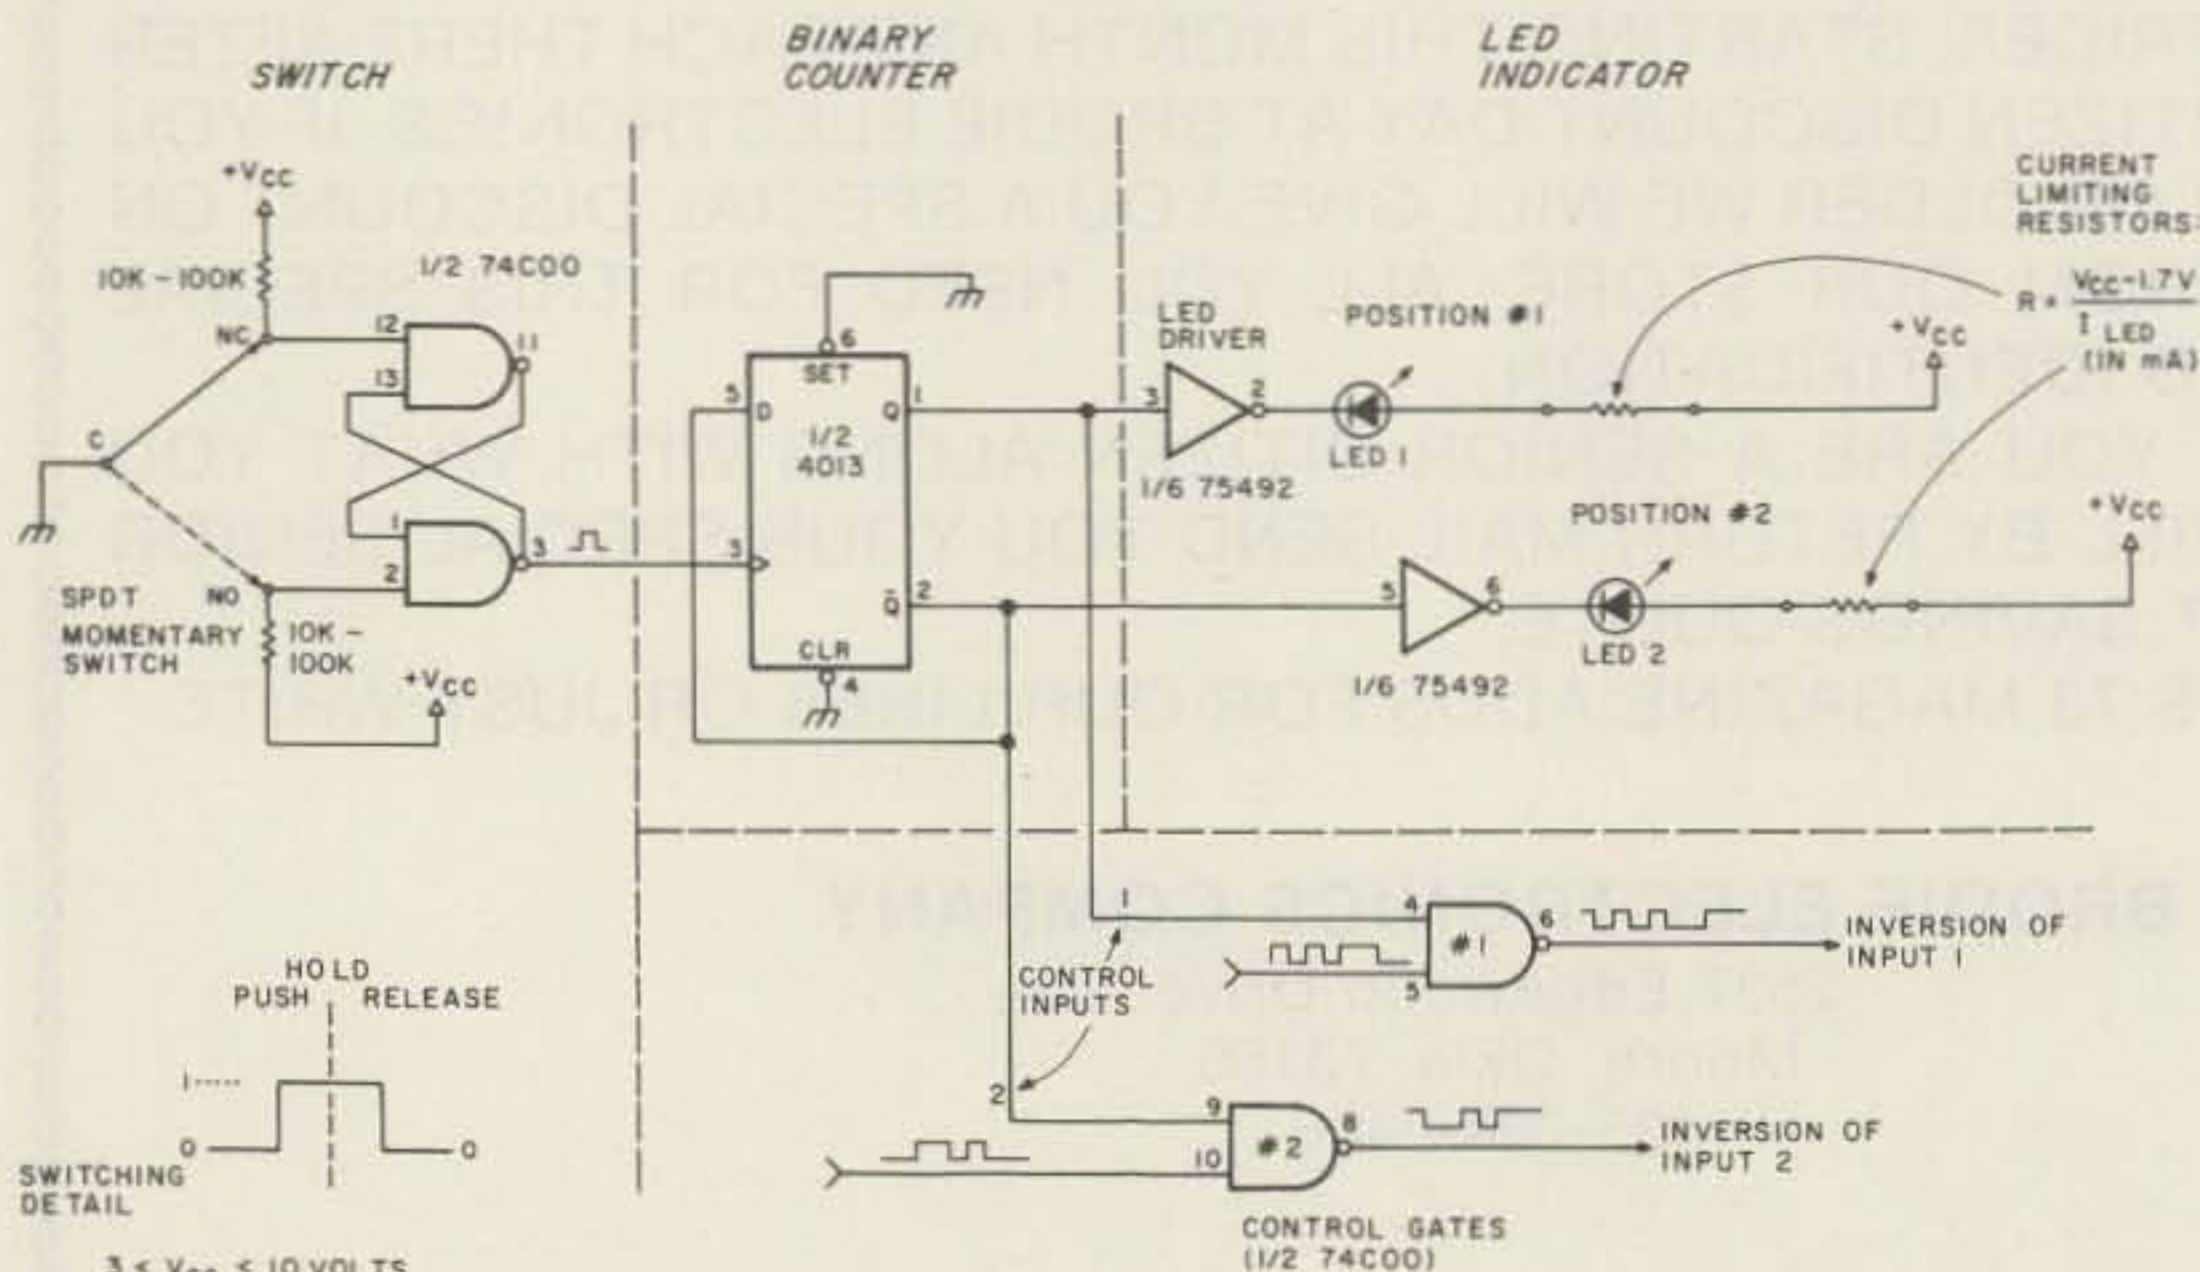 SWITCH
BINARY
COUNTER
LED
INDICATOR
+VCC
10K-100K
NC
1/2 74C00
12
13
11
C
1
2
3
SPDT
MOMENTARY
SWITCH
NO
10K-
100K
+VCC
6
SET
5
D
Q
1
1/2
4013
3
Q̅
2
CLR
4
LED
DRIVER
3
2
POSITION #1
LED 1
1/6 75492
+VCC
CURRENT
LIMITING
RESISTORS:
R = VCC-1.7V
I LED
(IN mA)
5
6
POSITION #2
LED 2
1/6 75492
+VCC
HOLD
PUSH RELEASE
1
0
0
SWITCHING
DETAIL
3 ≤ VCC ≤ 10 VOLTS
CONTROL
INPUTS
1
2
4
5
#1
6
INVERSION OF
INPUT 1
9
10
#2
8
INVERSION OF
INPUT 2
CONTROL GATES
(1/2 74C00)